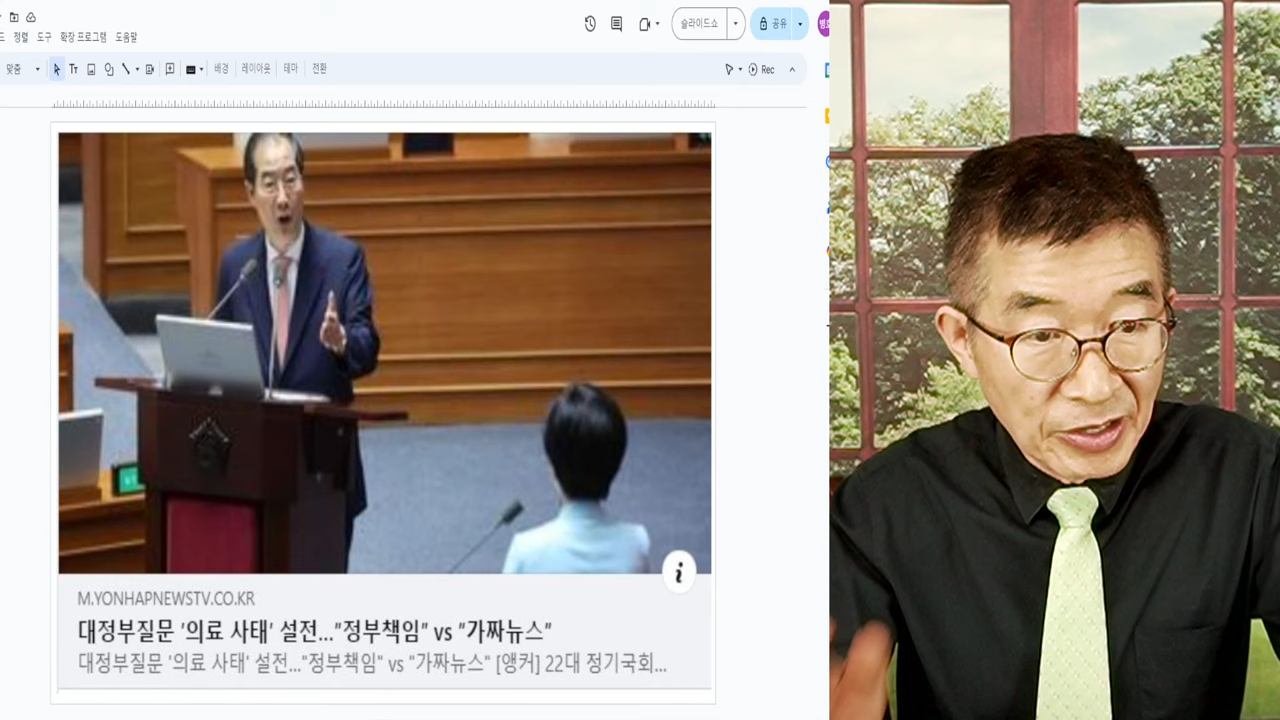 정렬 도구 확장 프로그램 도움말
슬라이드쇼
공유
맞춤
배경 레이아웃 테마 전환
Rec
M.YONHAPNEWSTV.CO.KR
대정부질문 '의료 사태' 설전..."정부책임" vs "가짜뉴스"
대정부질문 '의료 사태' 설전..."정부책임" vs "가짜뉴스" [앵커] 22대 정기국회...